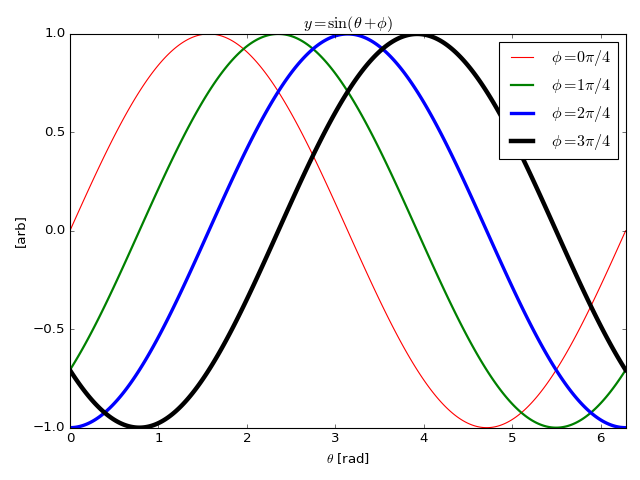 y = sin(θ + ϕ)
1.0
0.5
0.0
−0.5
−1.0
[arb]
ϕ = 0π/4
ϕ = 1π/4
ϕ = 2π/4
ϕ = 3π/4
0 1 2 3 4 5 6
θ [rad]